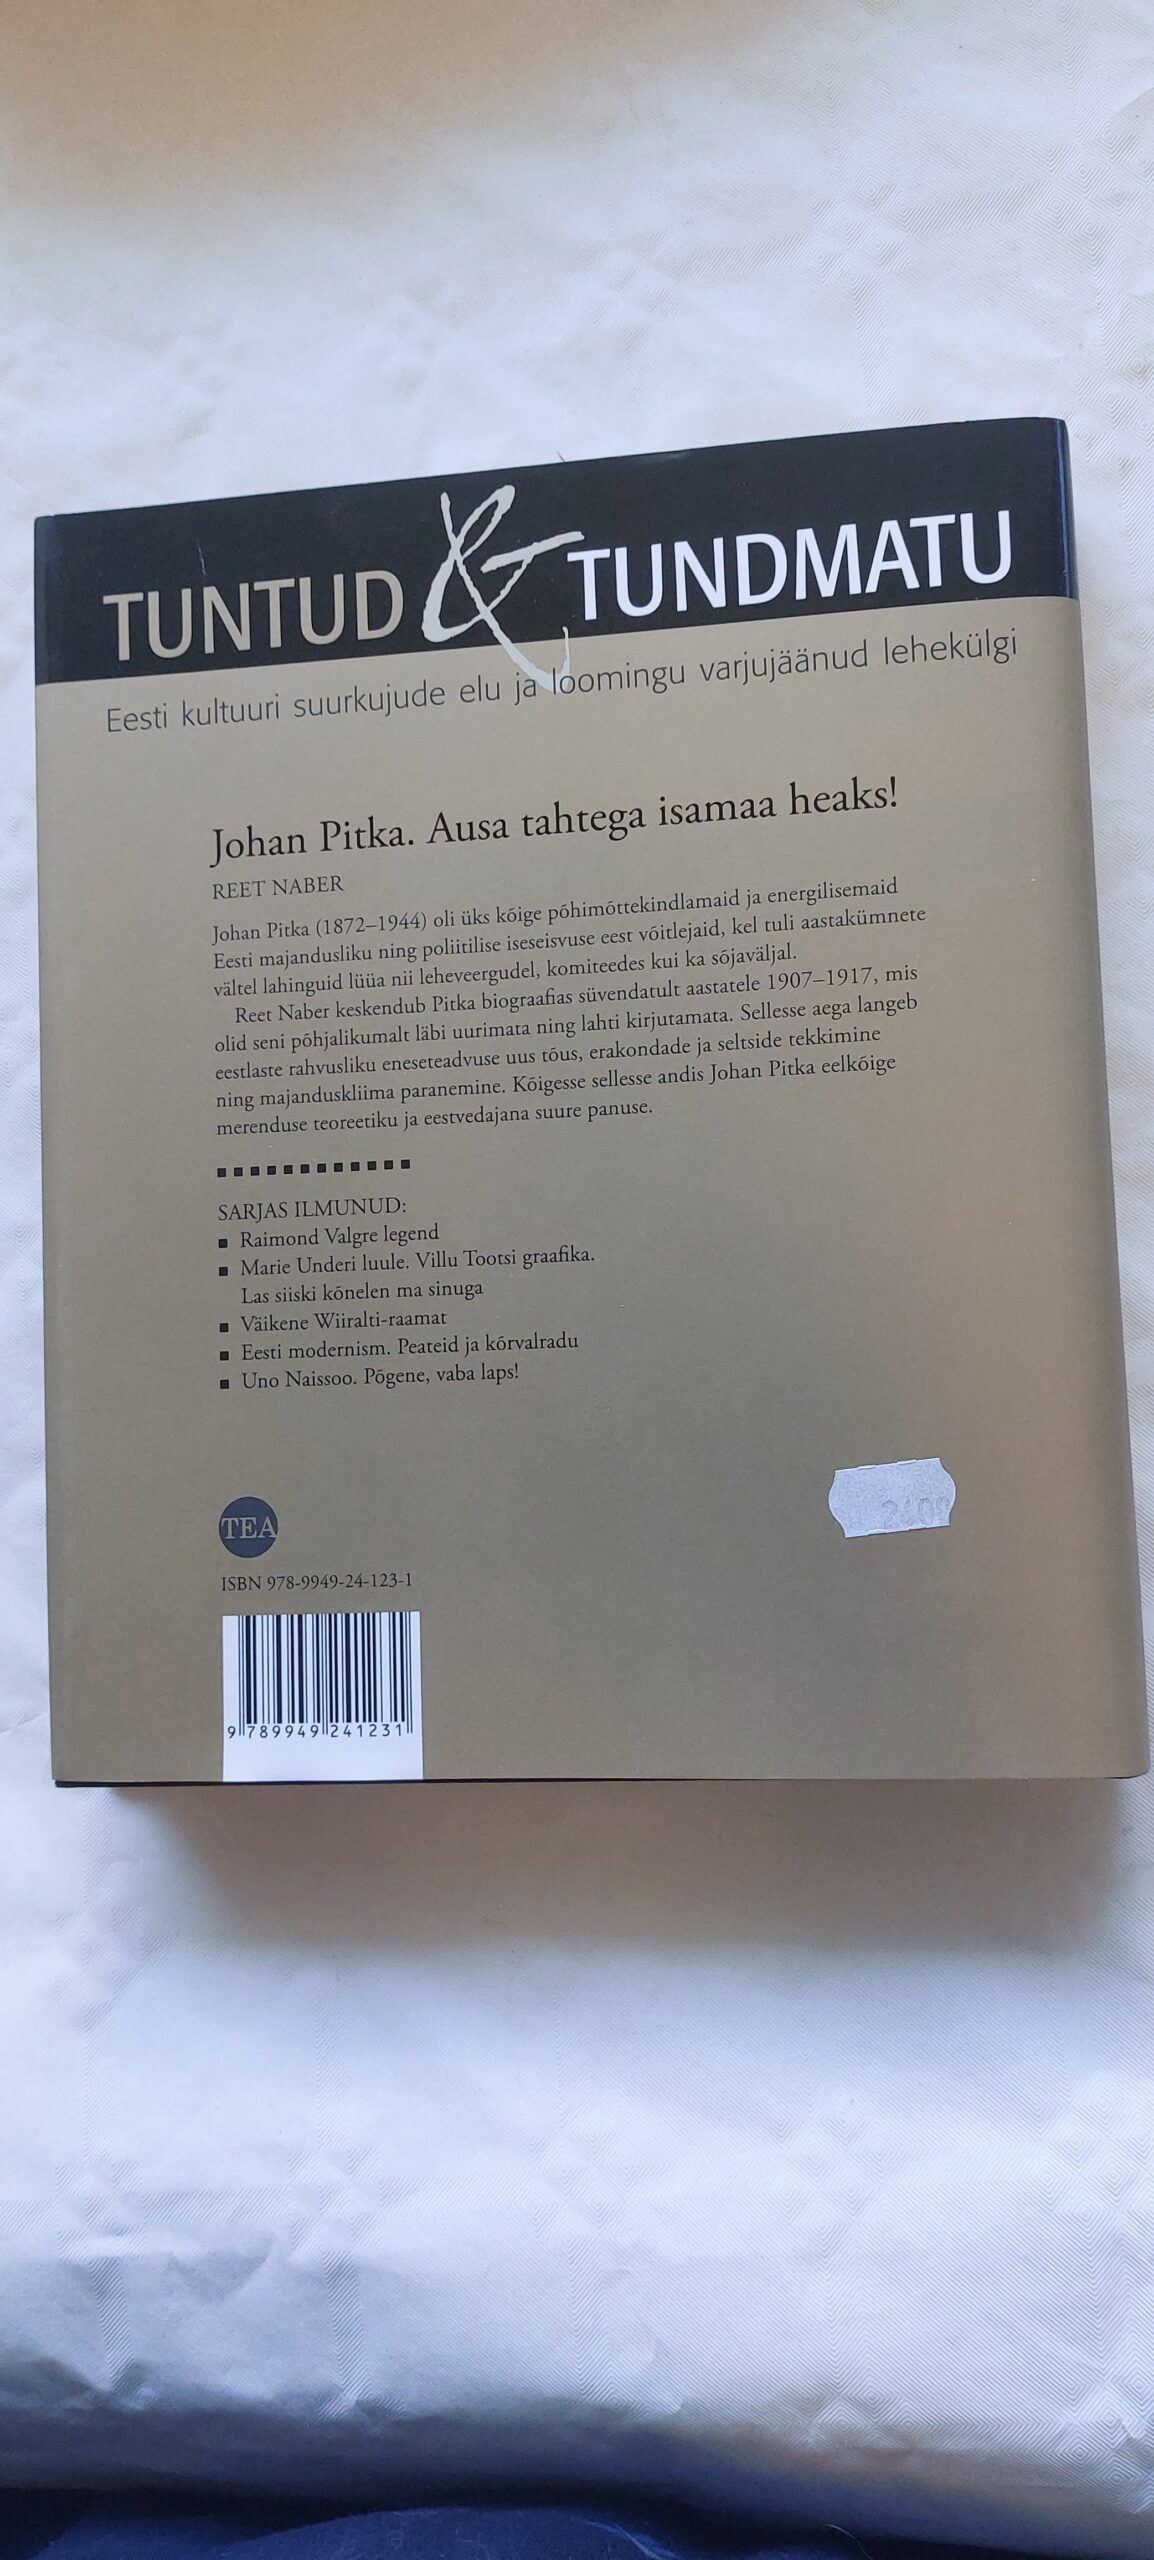 TUNTUD & TUNDMATU
Eesti kultuuri suurkujude elu ja loomingu varjujäänud lehekülgi
Johan Pitka. Ausa tahtega isamaa heaks!
REET NABER
Johan Pitka (1872–1944) oli üks kõige põhimõttekindlamaid ja energilisemaid
Eesti majandusliku ning poliitilise iseseisvuse eest võitlejaid, kel tuli aastakümnete
vältel lahinguid lüüa nii leheveergudel, komiteedes kui ka sõjaväljal.
Reet Naber keskendub Pitka biograafias süvendatult aastatele 1907–1917, mis
olid seni põhjalikumalt läbi uurimata ning lahti kirjutamata. Sellesse aega langeb
eestlaste rahvusliku eneseteadvuse uus tõus, erakondade ja seltside tekkimine
ning majanduskliima paranemine. Kõigesse sellesse andis Johan Pitka eelkõige
merenduse teoreetiku ja eestvedajana suure panuse.
SARJAS ILMUNUD:
▪ Raimond Valgre legend
▪ Marie Underi luule. Villu Tootsi graafika.
Las siiski kõnelen ma sinuga
▪ Väikene Wiiralti-raamat
▪ Eesti modernism. Peateid ja kõrvalradu
▪ Uno Naissoo. Põgene, vaba laps!
TEA
ISBN 978-9949-24-123-1
9 789949 241231